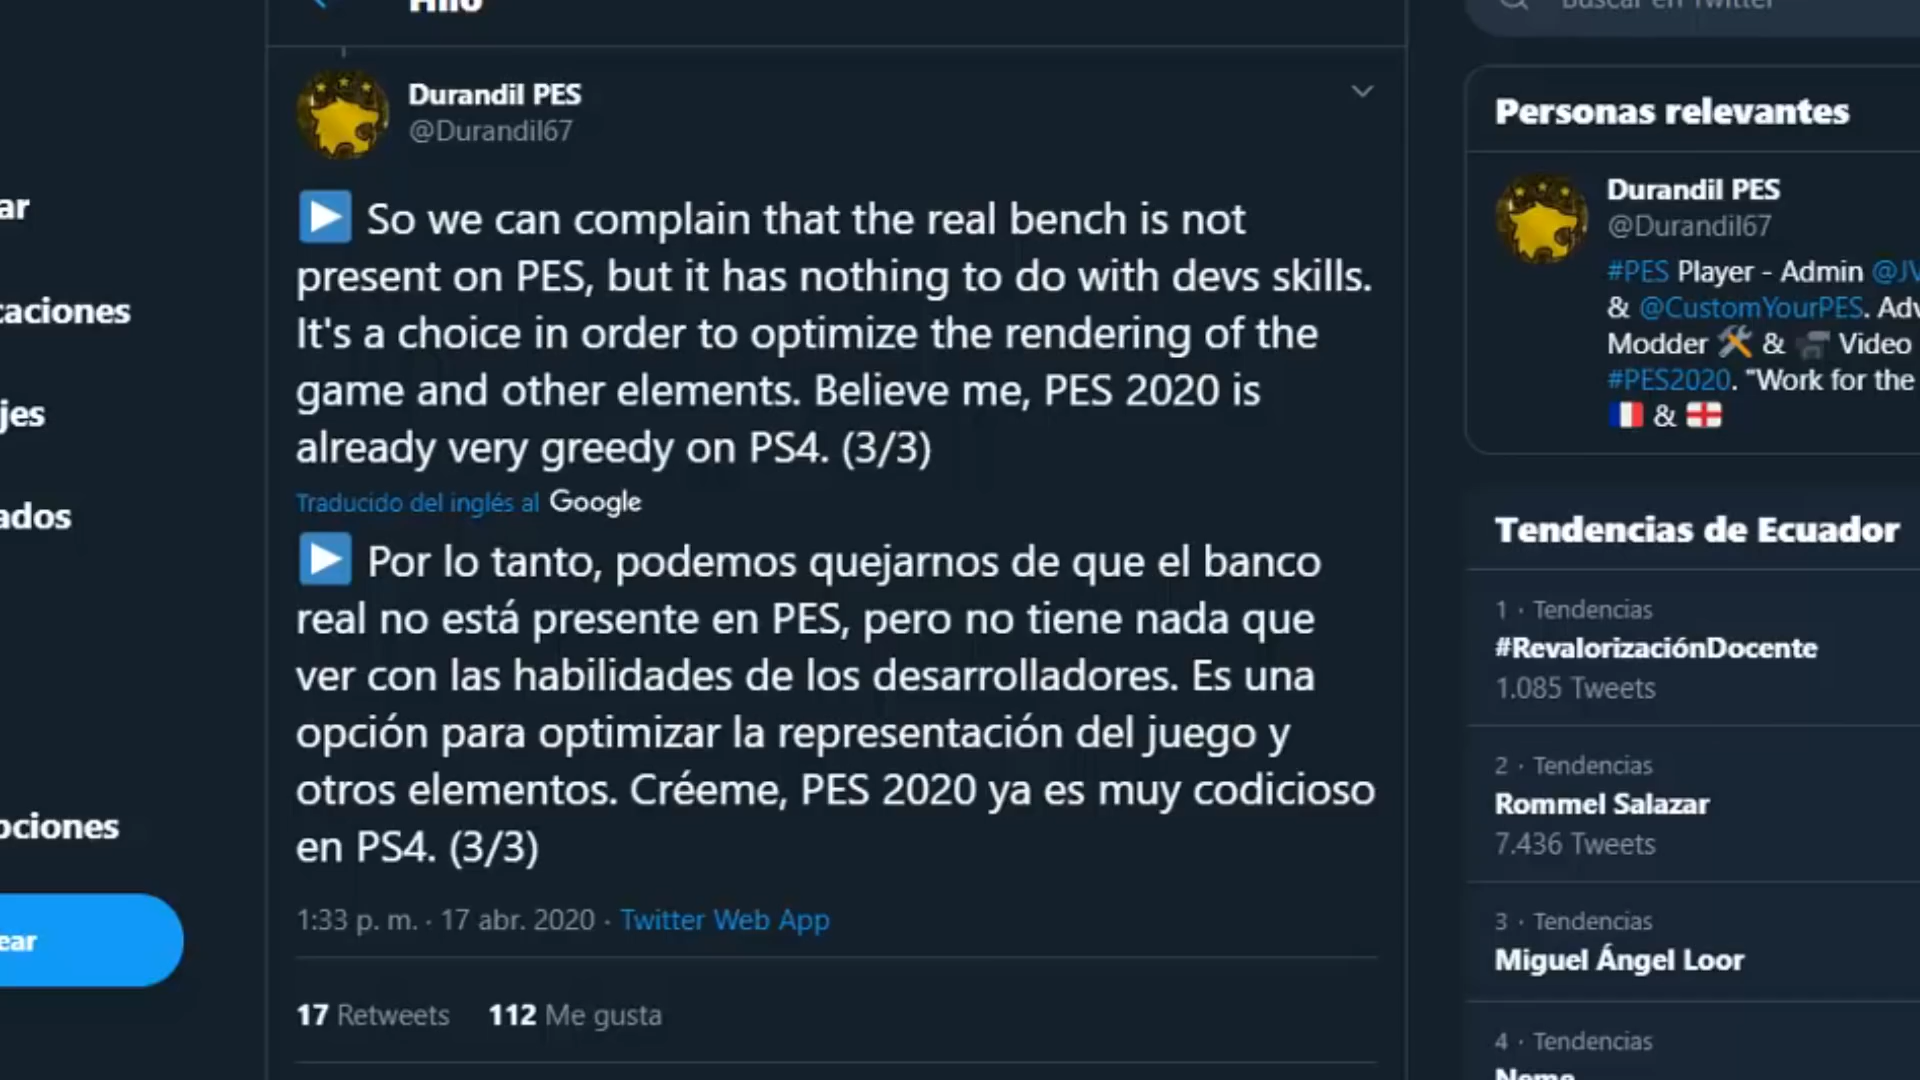 Hilo
Buscar en Twitter
Durandil PES
@Durandil67
So we can complain that the real bench is not
present on PES, but it has nothing to do with devs skills.
It's a choice in order to optimize the rendering of the
game and other elements. Believe me, PES 2020 is
already very greedy on PS4. (3/3)
Traducido del inglés al Google
Por lo tanto, podemos quejarnos de que el banco
real no está presente en PES, pero no tiene nada que
ver con las habilidades de los desarrolladores. Es una
opción para optimizar la representación del juego y
otros elementos. Créeme, PES 2020 ya es muy codicioso
en PS4. (3/3)
1:33 p. m. · 17 abr. 2020 · Twitter Web App
17 Retweets 112 Me gusta
ar
caciones
jes
ados
ociones
ear
Personas relevantes
Durandil PES
@Durandil67
#PES Player - Admin @JV
& @CustomYourPES. Adv
Modder & Video
#PES2020. "Work for the
&
Tendencias de Ecuador
1 · Tendencias
#RevalorizaciónDocente
1.085 Tweets
2 · Tendencias
Rommel Salazar
7.436 Tweets
3 · Tendencias
Miguel Ángel Loor
4 · Tendencias